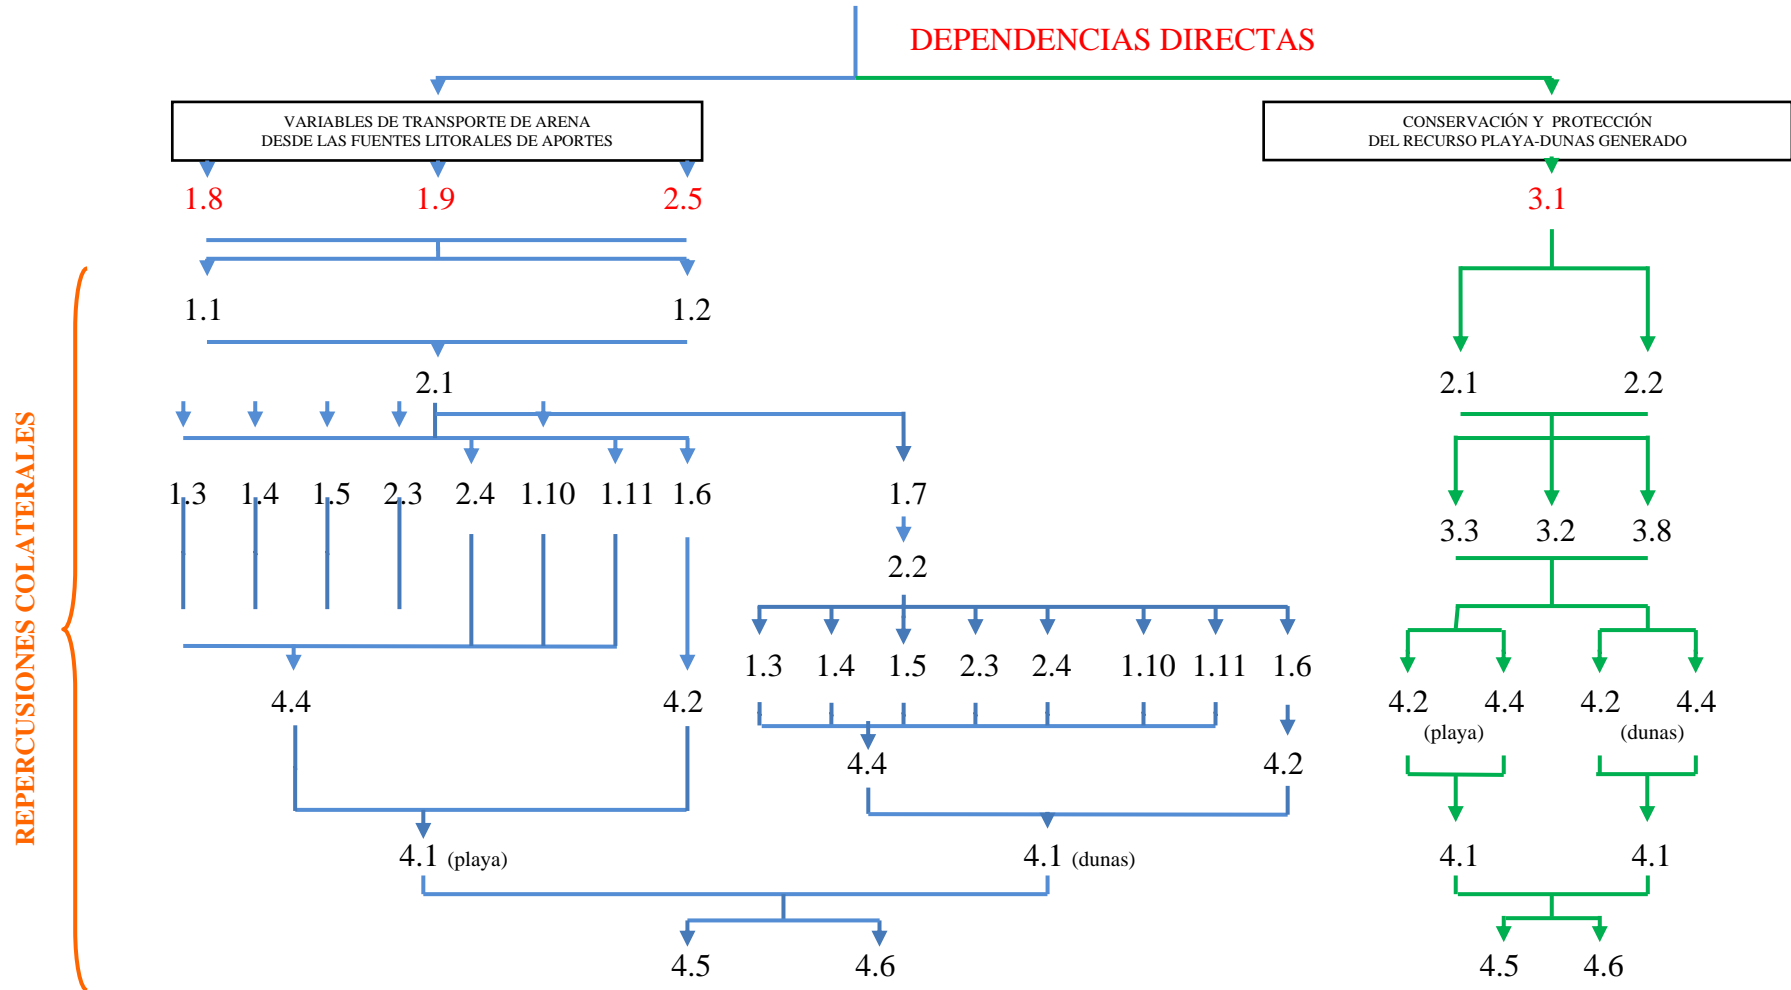 DEPENDENCIAS DIRECTAS
VARIABLES DE TRANSPORTE DE ARENA
DESDE LAS FUENTES LITORALES DE APORTES
CONSERVACIÓN Y PROTECCIÓN
DEL RECURSO PLAYA-DUNAS GENERADO
1.8 1.9 2.5 3.1
REPERCUSIONES COLATERALES
1.1 1.2
2.1 2.1 2.2
1.3 1.4 1.5 2.3 2.4 1.10 1.11 1.6 1.7
3.3 3.2 3.8
2.2
1.3 1.4 1.5 2.3 2.4 1.10 1.11 1.6
4.4 4.2 4.2 4.4 4.2 4.4
(playa) (dunas)
4.4 4.2
4.1 (playa) 4.1 (dunas) 4.1 4.1
4.5 4.6 4.5 4.6